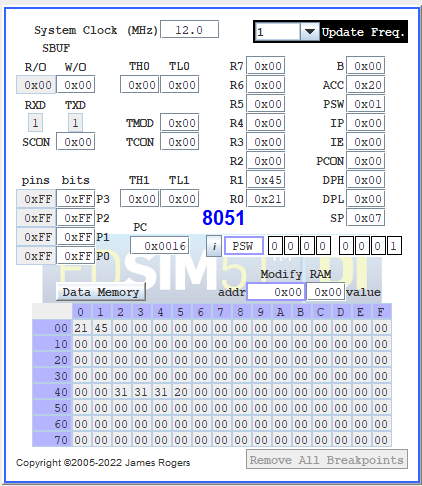 System Clock (MHz) 12.0 1 Update Freq.
SBUF
R/O W/O TH0 TL0 R7 0x00 B 0x00
0x00 0x00 0x00 0x00 R6 0x00 ACC 0x20
RXD TXD R5 0x00 PSW 0x01
1 1 TMOD 0x00 R4 0x00 IP 0x00
SCON 0x00 TCON 0x00 R3 0x00 IE 0x00
R2 0x00 PCON 0x00
pins bits TH1 TL1 R1 0x45 DPH 0x00
0xFF 0xFF P3 0x00 0x00 R0 0x21 DPL 0x00
0xFF 0xFF P2 8051 SP 0x07
0xFF 0xFF P1 PC
0x0016 i PSW 0 0 0 0 0 0 0 1
0xFF 0xFF P0
Modify RAM
Data Memory addr 0x00 0x00 value
0 1 2 3 4 5 6 7 8 9 A B C D E F
00 21 45 00 00 00 00 00 00 00 00 00 00 00 00 00 00
10 00 00 00 00 00 00 00 00 00 00 00 00 00 00 00 00
20 00 00 00 00 00 00 00 00 00 00 00 00 00 00 00 00
30 00 00 00 00 00 00 00 00 00 00 00 00 00 00 00 00
40 00 00 31 31 31 20 00 00 00 00 00 00 00 00 00 00
50 00 00 00 00 00 00 00 00 00 00 00 00 00 00 00 00
60 00 00 00 00 00 00 00 00 00 00 00 00 00 00 00 00
70 00 00 00 00 00 00 00 00 00 00 00 00 00 00 00 00
Copyright ©2005-2022 James Rogers Remove All Breakpoints